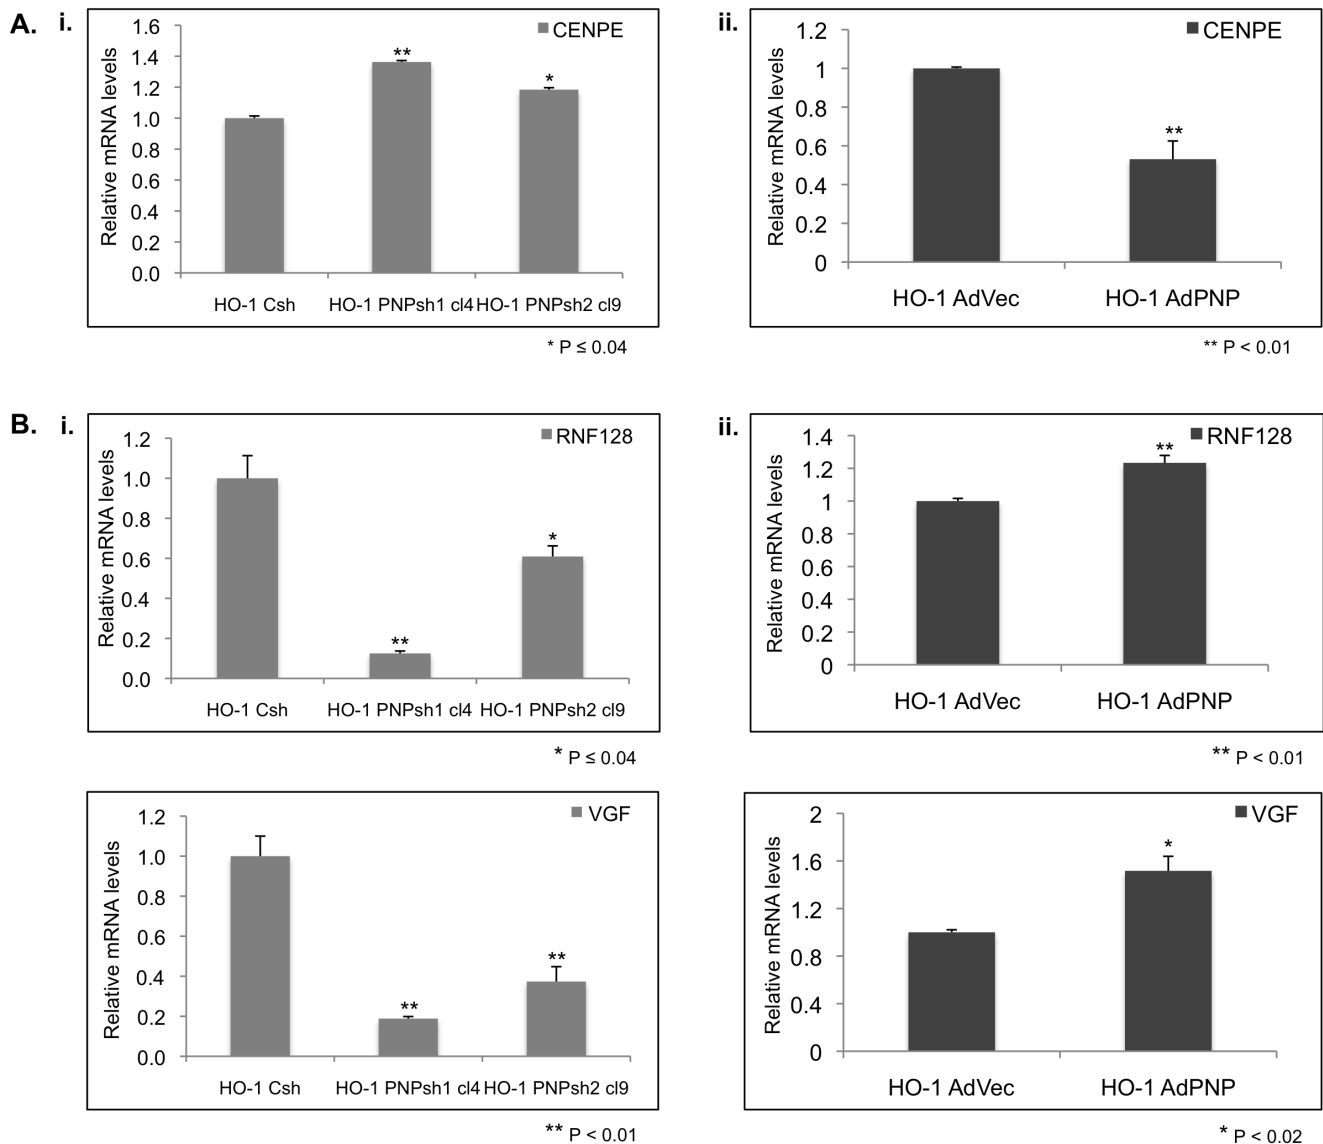 A. i.
CENPE
Relative mRNA levels
1.6
1.4
1.2
1.0
0.8
0.6
0.4
0.2
0.0
**
*
HO-1 Csh HO-1 PNPsh1 cl4 HO-1 PNPsh2 cl9
* P ≤ 0.04
ii.
CENPE
Relative mRNA levels
1.2
1
0.8
0.6
0.4
0.2
0
**
HO-1 AdVec HO-1 AdPNP
** P < 0.01
B. i.
RNF128
Relative mRNA levels
1.2
1.0
0.8
0.6
0.4
0.2
0.0
**
*
HO-1 Csh HO-1 PNPsh1 cl4 HO-1 PNPsh2 cl9
* P ≤ 0.04
ii.
RNF128
Relative mRNA levels
1.4
1.2
1
0.8
0.6
0.4
0.2
0
**
HO-1 AdVec HO-1 AdPNP
** P < 0.01
VGF
Relative mRNA levels
1.2
1.0
0.8
0.6
0.4
0.2
0.0
**
**
HO-1 Csh HO-1 PNPsh1 cl4 HO-1 PNPsh2 cl9
** P < 0.01
VGF
Relative mRNA levels
2
1.6
1.2
0.8
0.4
0
*
HO-1 AdVec HO-1 AdPNP
* P < 0.02